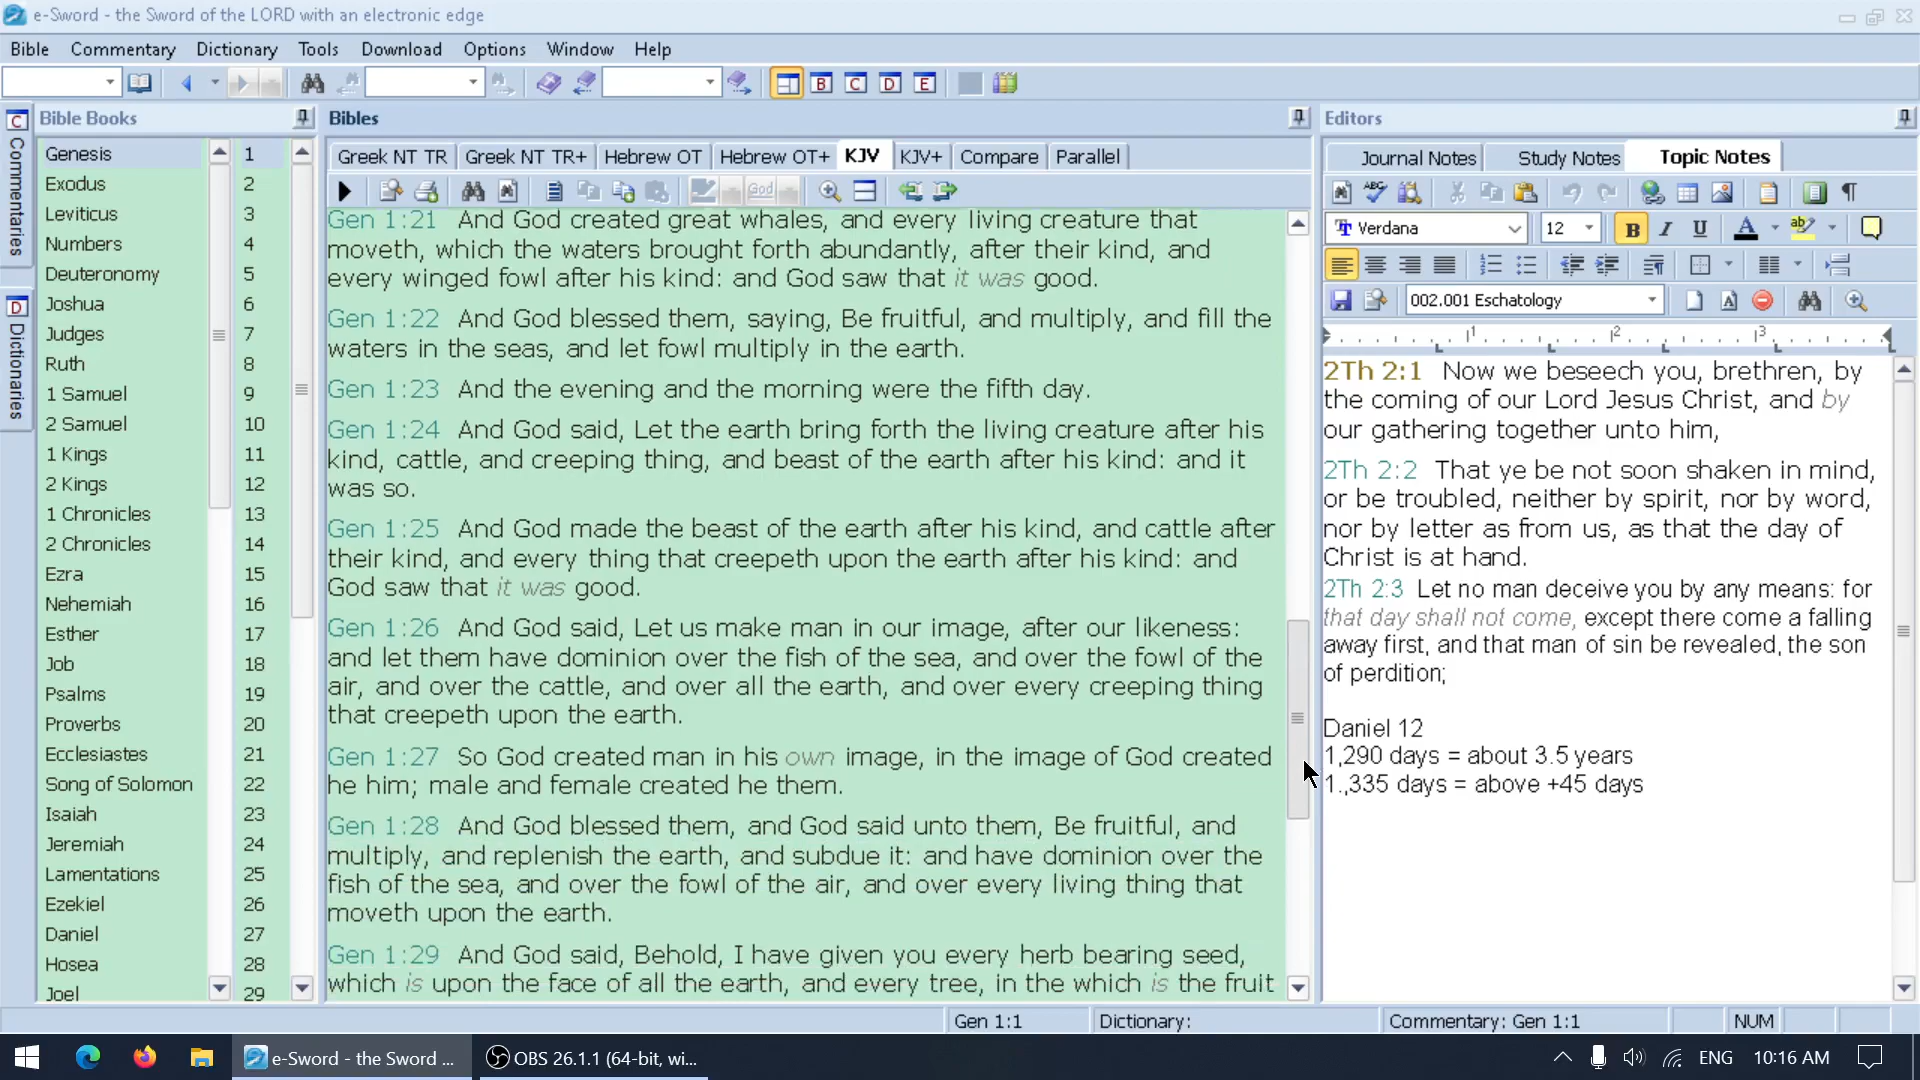 e-Sword - the Sword of the LORD with an electronic edge
Bible Commentary Dictionary Tools Download Options Window Help
B C D E
C Commentaries
D Dictionaries
Bible Books
Genesis
Exodus
Leviticus
Numbers
Deuteronomy
Joshua
Judges
Ruth
1 Samuel
2 Samuel
1 Kings
2 Kings
1 Chronicles
2 Chronicles
Ezra
Nehemiah
Esther
Job
Psalms
Proverbs
Ecclesiastes
Song of Solomon
Isaiah
Jeremiah
Lamentations
Ezekiel
Daniel
Hosea
Joel
1
2
3
4
5
6
7
8
9
10
11
12
13
14
15
16
17
18
19
20
21
22
23
24
25
26
27
28
29
Bibles
Greek NT TR Greek NT TR+ Hebrew OT Hebrew OT+ KJV KJV+ Compare Parallel
God
Gen 1:21 And God created great whales, and every living creature that
moveth, which the waters brought forth abundantly, after their kind, and
every winged fowl after his kind: and God saw that it was good.
Gen 1:22 And God blessed them, saying, Be fruitful, and multiply, and fill the
waters in the seas, and let fowl multiply in the earth.
Gen 1:23 And the evening and the morning were the fifth day.
Gen 1:24 And God said, Let the earth bring forth the living creature after his
kind, cattle, and creeping thing, and beast of the earth after his kind: and it
was so.
Gen 1:25 And God made the beast of the earth after his kind, and cattle after
their kind, and every thing that creepeth upon the earth after his kind: and
God saw that it was good.
Gen 1:26 And God said, Let us make man in our image, after our likeness:
and let them have dominion over the fish of the sea, and over the fowl of the
air, and over the cattle, and over all the earth, and over every creeping thing
that creepeth upon the earth.
Gen 1:27 So God created man in his own image, in the image of God created
he him; male and female created he them.
Gen 1:28 And God blessed them, and God said unto them, Be fruitful, and
multiply, and replenish the earth, and subdue it: and have dominion over the
fish of the sea, and over the fowl of the air, and over every living thing that
moveth upon the earth.
Gen 1:29 And God said, Behold, I have given you every herb bearing seed,
which is upon the face of all the earth, and every tree, in the which is the fruit
Editors
Journal Notes Study Notes Topic Notes
ABC
Verdana 12 B I U A ab
002.001 Eschatology
1 2 3
2Th 2:1 Now we beseech you, brethren, by
the coming of our Lord Jesus Christ, and by
our gathering together unto him,
2Th 2:2 That ye be not soon shaken in mind,
or be troubled, neither by spirit, nor by word,
nor by letter as from us, as that the day of
Christ is at hand.
2Th 2:3 Let no man deceive you by any means: for
that day shall not come, except there come a falling
away first, and that man of sin be revealed, the son
of perdition;
Daniel 12
1,290 days = about 3.5 years
1.,335 days = above +45 days
Gen 1:1 Dictionary: Commentary: Gen 1:1 NUM
e-Sword - the Sword ... OBS 26.1.1 (64-bit, wi... ENG 10:16 AM